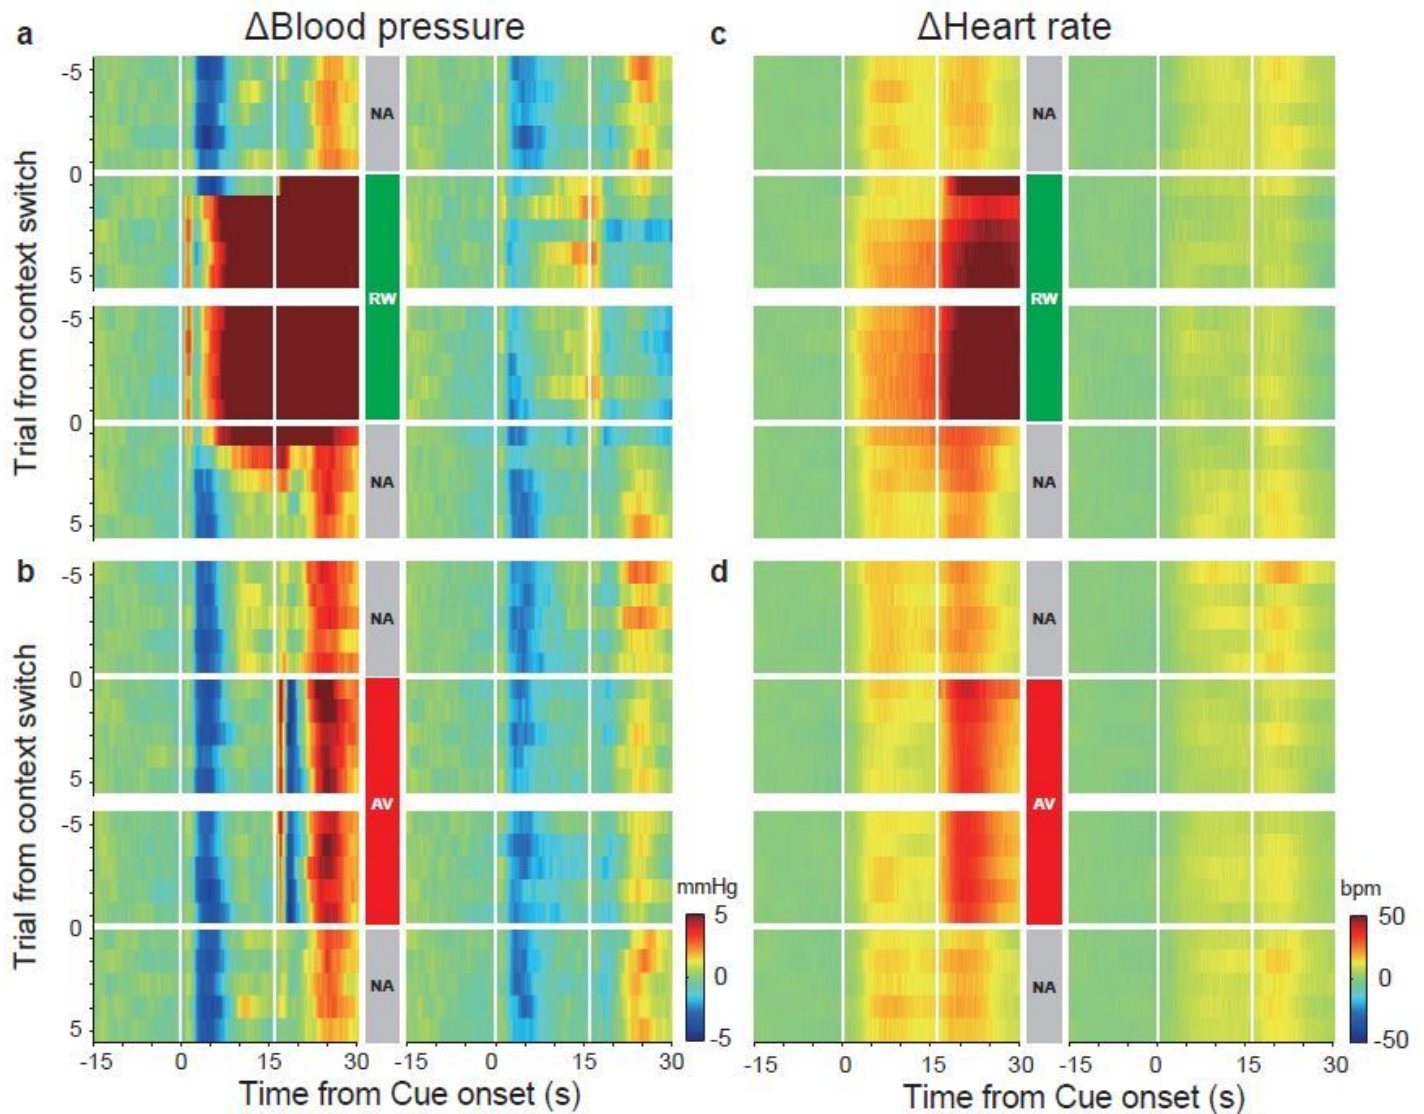 a ΔBlood pressure c ΔHeart rate
-5
NA NA
0
5
RW RW
-5
0
NA NA
5
Trial from context switch
b d
-5
NA NA
0
5
AV AV
-5
mmHg bpm
5 50
0
0 0
NA NA
-5 -50
5
Trial from context switch
-15 0 15 30 -15 0 15 30 -15 0 15 30 -15 0 15 30
Time from Cue onset (s) Time from Cue onset (s)